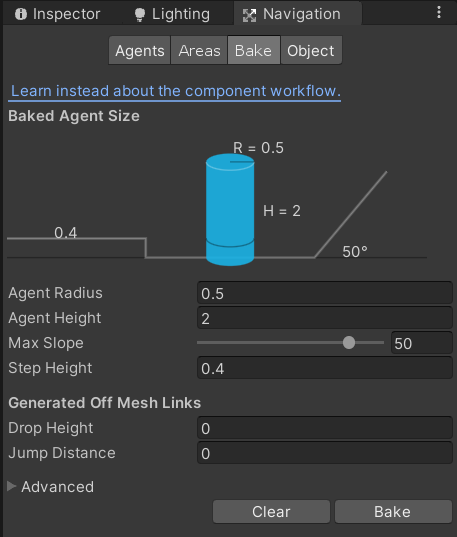 Inspector Lighting Navigation
Agents Areas Bake Object
Learn instead about the component workflow.
Baked Agent Size
R = 0.5
H = 2
0.4
50°
Agent Radius 0.5
Agent Height 2
Max Slope 50
Step Height 0.4
Generated Off Mesh Links
Drop Height 0
Jump Distance 0
Advanced
Clear Bake